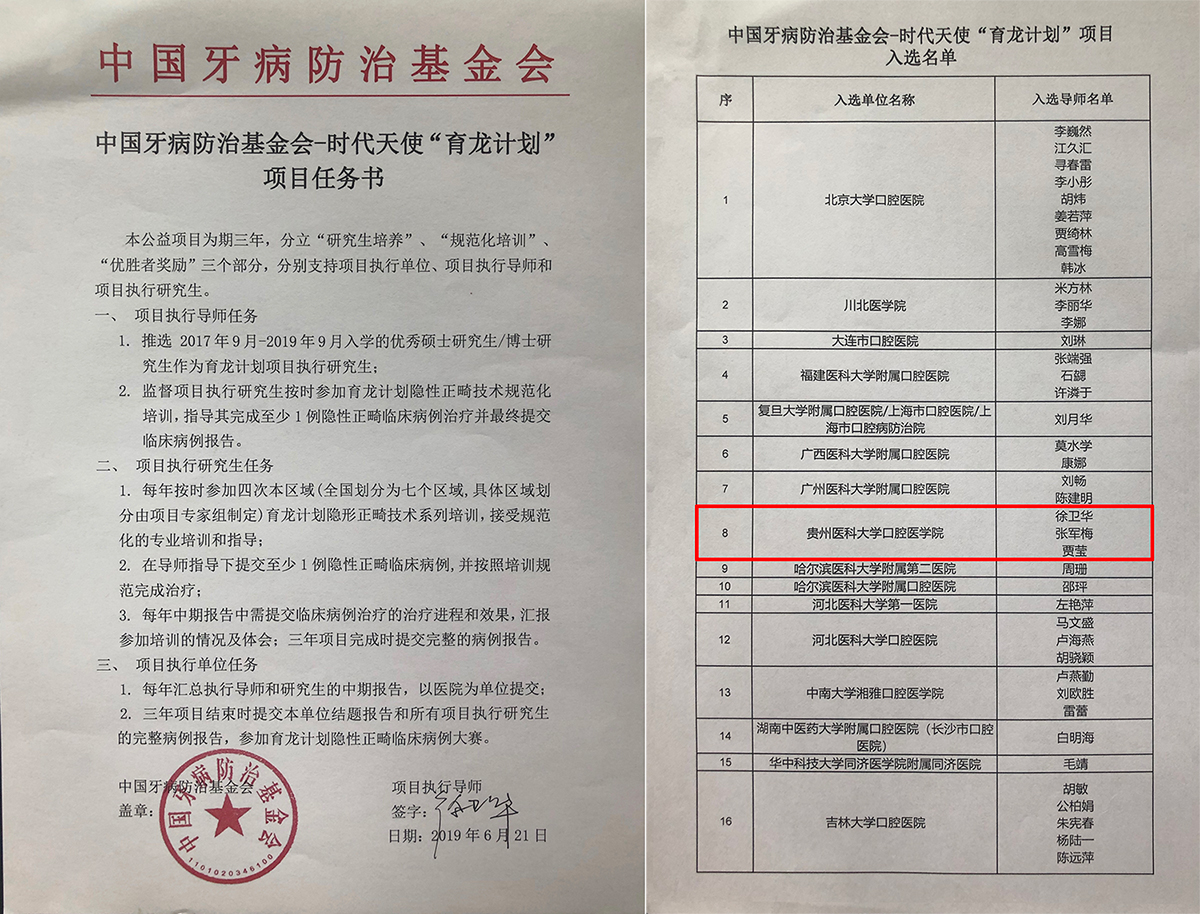 中国牙病防治基金会
中国牙病防治基金会-时代天使“育龙计划”
项目任务书
本公益项目为期三年，分立“研究生培养”、“规范化培训”、
“优胜者奖励”三个部分，分别支持项目执行单位、项目执行导师和
项目执行研究生。
一、 项目执行导师任务
1. 推选 2017年9月-2019年9月入学的优秀硕士研究生/博士研
究生作为育龙计划项目执行研究生；
2. 监督项目执行研究生按时参加育龙计划隐性正畸技术规范化
培训，指导其完成至少1例隐性正畸临床病例治疗并最终提交
临床病例报告。
二、 项目执行研究生任务
1. 每年按时参加四次本区域(全国划分为七个区域,具体区域划
分由项目专家组制定)育龙计划隐形正畸技术系列培训，接受规范
化的专业培训和指导；
2. 在导师指导下提交至少1例隐性正畸临床病例,并按照培训规
范完成治疗；
3. 每年中期报告中需提交临床病例治疗的治疗进程和效果，汇报
参加培训的情况及体会；三年项目完成时提交完整的病例报告。
三、 项目执行单位任务
1. 每年汇总执行导师和研究生的中期报告，以医院为单位提交；
2. 三年项目结束时提交本单位结题报告和所有项目执行研究生
的完整病例报告，参加育龙计划隐性正畸临床病例大赛。
中国牙病防治基金会
盖章：
中国牙病防治基金会
1101020346100
项目执行导师
签字：徐卫华
日期：2019年6月21日
中国牙病防治基金会-时代天使“育龙计划”项目
入选名单
序 入选单位名称 入选导师名单
1 北京大学口腔医院
李巍然
江久汇
寻春雷
李小彤
胡炜
姜若萍
贾绮林
高雪梅
韩冰
2 川北医学院
米方林
李丽华
李娜
3 大连市口腔医院 刘琳
4 福建医科大学附属口腔医院
张端强
石勰
许潾于
5 复旦大学附属口腔医院/上海市口腔医院/上
海市口腔病防治院
刘月华
6 广西医科大学附属口腔医院
莫水学
康娜
7 广州医科大学附属口腔医院
刘畅
陈建明
8 贵州医科大学口腔医学院
徐卫华
张军梅
贾莹
9 哈尔滨医科大学附属第二医院 周珊
10 哈尔滨医科大学附属口腔医院 邵玶
11 河北医科大学第一医院 左艳萍
12 河北医科大学口腔医院
马文盛
卢海燕
胡骁颖
13 中南大学湘雅口腔医学院
卢燕勤
刘欧胜
雷蕾
14 湖南中医药大学附属口腔医院（长沙市口腔
医院）
白明海
15 华中科技大学同济医学院附属同济医院 毛靖
16 吉林大学口腔医院
胡敏
公柏娟
朱宪春
杨陆一
陈远萍